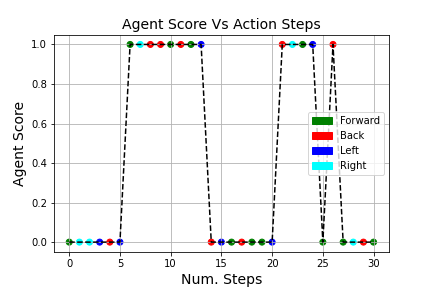 Agent Score Vs Action Steps
Agent Score
1.0
0.8
0.6
0.4
0.2
0.0
Forward
Back
Left
Right
0
5
10
15
20
25
30
Num. Steps